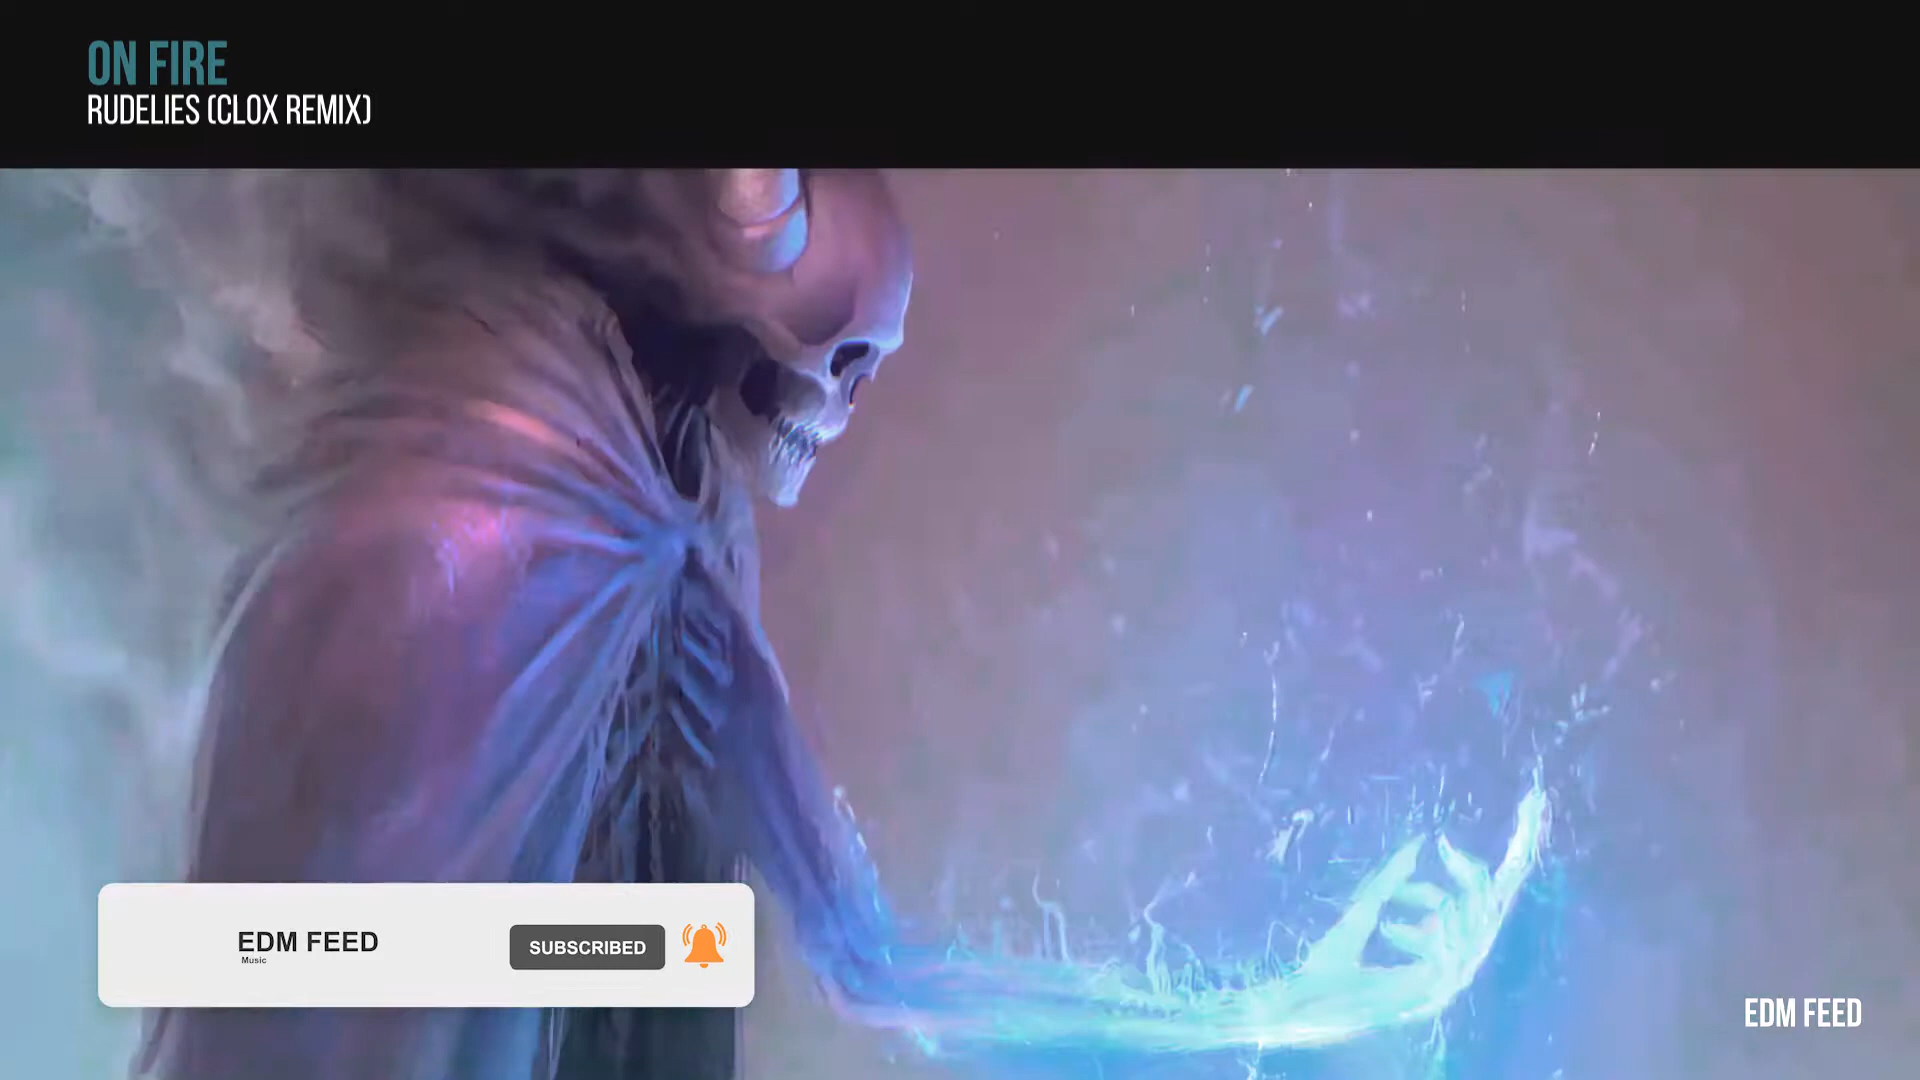 ON FIRE
RUDELIES (CLOX REMIX)
EDM FEED
Music
SUBSCRIBED
EDM FEED